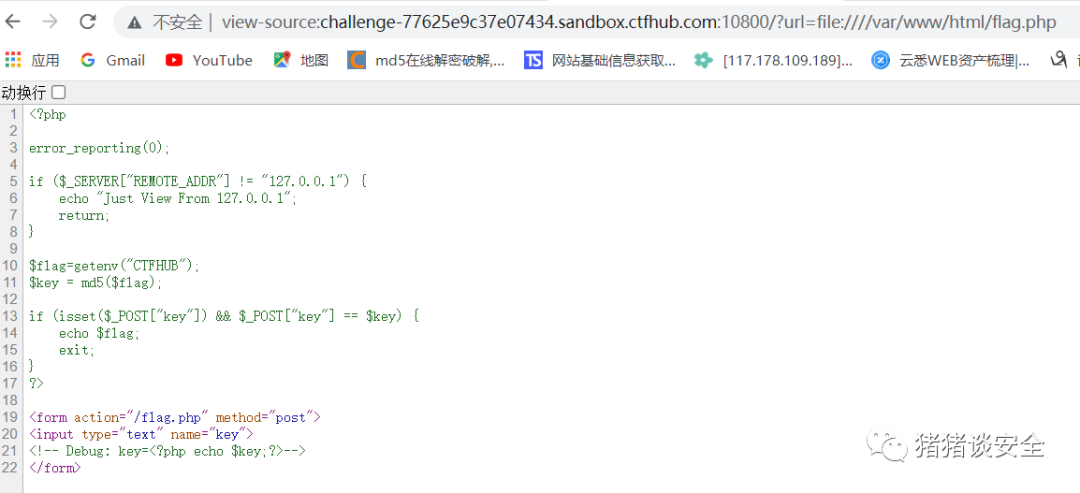 不安全 | view-source:challenge-77625e9c37e07434.sandbox.ctfhub.com:10800/?url=file:////var/www/html/flag.php
应用 Gmail YouTube 地图 C md5在线解密破解,... TS 网站基础信息获取... [117.178.109.189]... 云悉WEB资产梳理|...
动换行
1 <?php
2
3 error_reporting(0);
4
5 if ($_SERVER["REMOTE_ADDR"] != "127.0.0.1") {
6 echo "Just View From 127.0.0.1";
7 return;
8 }
9
10 $flag=getenv("CTFHUB");
11 $key = md5($flag);
12
13 if (isset($_POST["key"]) && $_POST["key"] == $key) {
14 echo $flag;
15 exit;
16 }
17 ?>
18
19 <form action="/flag.php" method="post">
20 <input type="text" name="key">
21 <!-- Debug: key=<?php echo $key;?>-->
22 </form>
猪猪谈安全